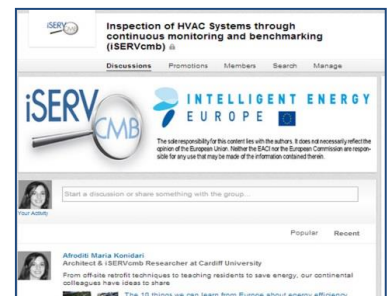 iSERV
CMB
Inspection of HVAC Systems through
continuous monitoring and benchmarking
(iSERVcmb)
Discussions Promotions Members Search Manage
iSERV
CMB
INTELLIGENT ENERGY
EUROPE
The sole responsibility for this content lies with the authors. It does not necessarily reflect the
opinion of the European Union. Neither the EACI nor the European Commission are respon-
sible for any use that may be made of the information contained therein.
Start a discussion or share something with the group...
Your Activity
Popular Recent
Afroditi Maria Konidari
Architect & iSERVcmb Researcher at Cardiff University
From off-site retrofit techniques to teaching residents to save energy, our continental
colleagues have ideas to share
The 10 things we can learn from Europe about energy efficiency